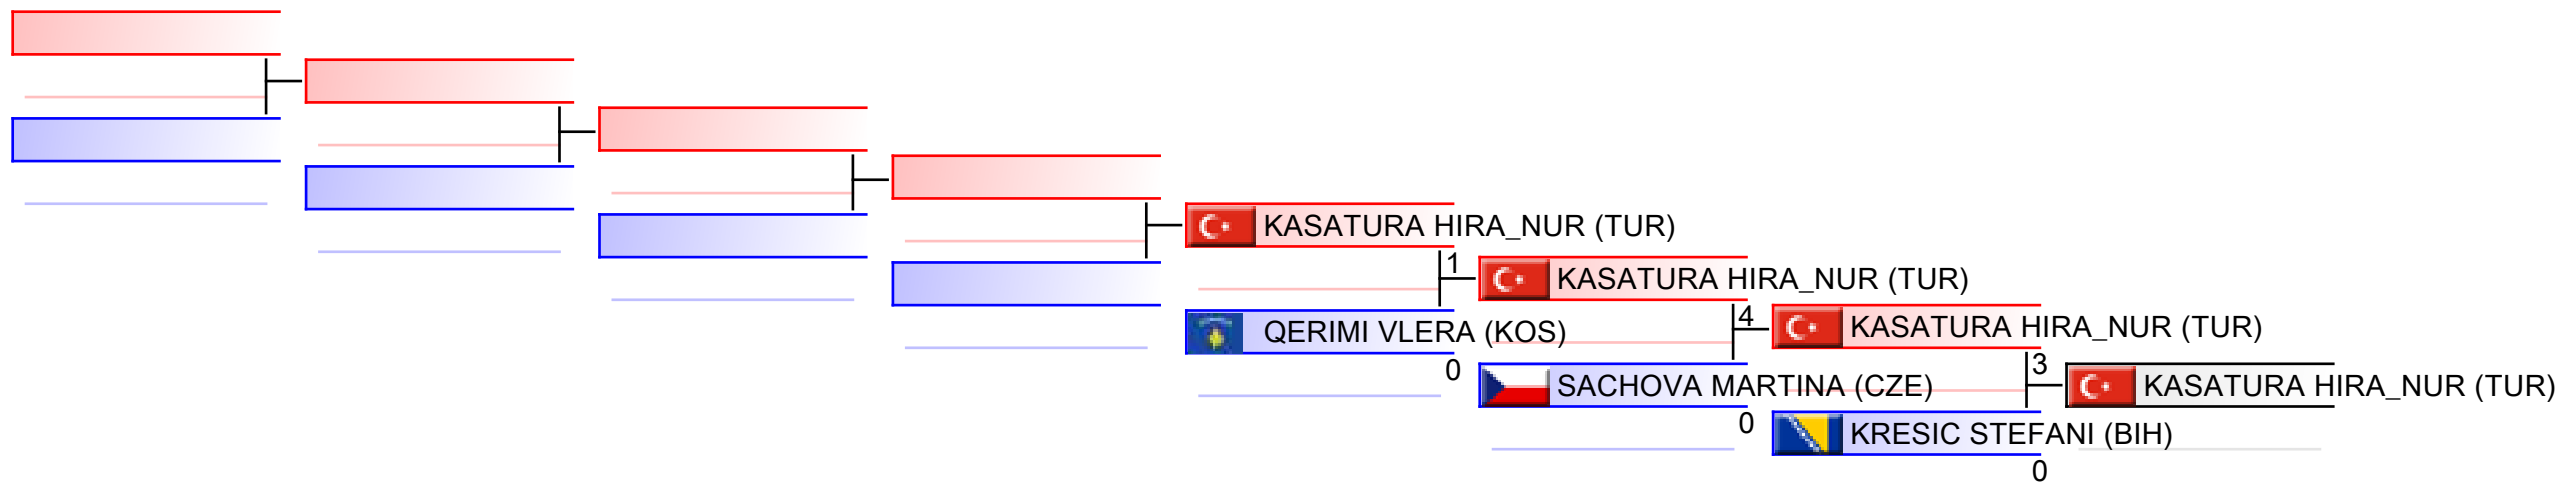 KASATURA HIRA_NUR (TUR)
1
KASATURA HIRA_NUR (TUR)
QERIMI VLERA (KOS)
0
4
KASATURA HIRA_NUR (TUR)
SACHOVA MARTINA (CZE)
0
3
KASATURA HIRA_NUR (TUR)
KRESIC STEFANI (BIH)
0